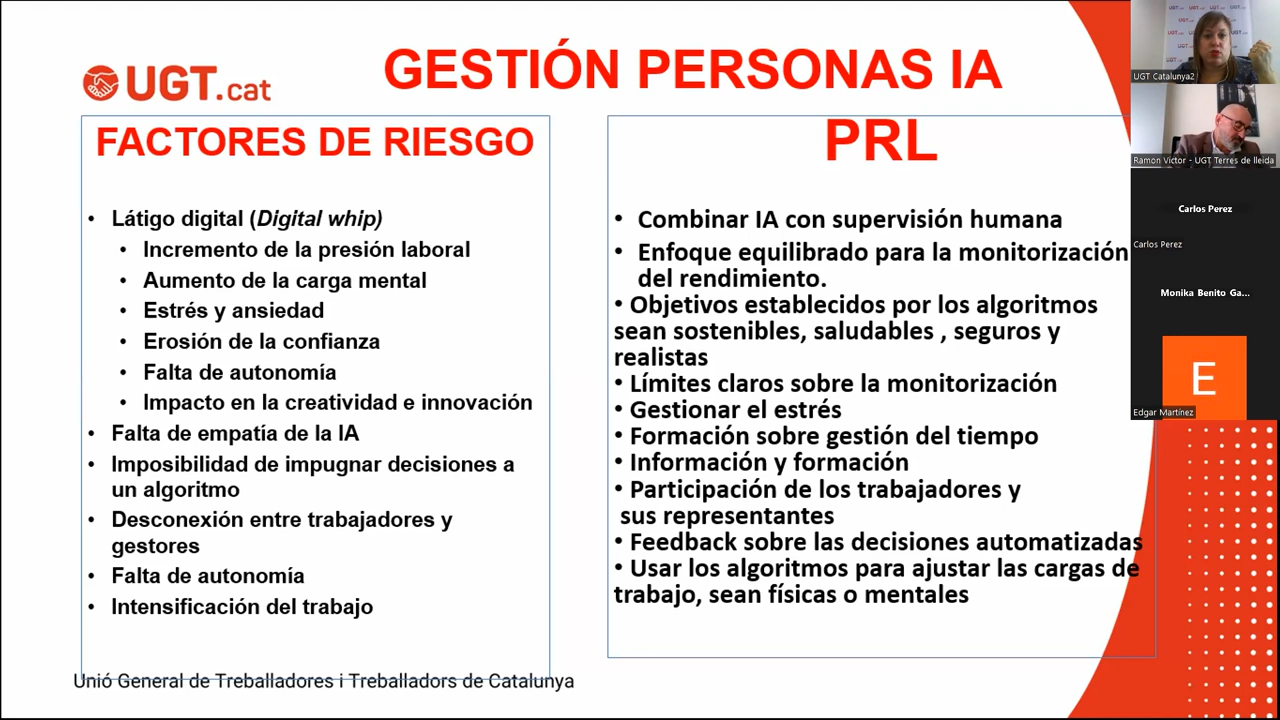 GESTIÓN PERSONAS IA
UGT.cat
FACTORES DE RIESGO
• Látigo digital (Digital whip)
• Incremento de la presión laboral
• Aumento de la carga mental
• Estrés y ansiedad
• Erosión de la confianza
• Falta de autonomía
• Impacto en la creatividad e innovación
• Falta de empatía de la IA
• Imposibilidad de impugnar decisiones a
un algoritmo
• Desconexión entre trabajadores y
gestores
• Falta de autonomía
• Intensificación del trabajo
PRL
• Combinar IA con supervisión humana
• Enfoque equilibrado para la monitorización
del rendimiento.
• Objetivos establecidos por los algoritmos
sean sostenibles, saludables , seguros y
realistas
• Límites claros sobre la monitorización
• Gestionar el estrés
• Formación sobre gestión del tiempo
• Información y formación
• Participación de los trabajadores y
sus representantes
• Feedback sobre las decisiones automatizadas
• Usar los algoritmos para ajustar las cargas de
trabajo, sean físicas o mentales
Unió General de Treballadores i Treballadors de Catalunya
UGT Catalunya2
Ramon Victor - UGT Terres de lleida
Carlos Perez
Carlos Perez
Monika Benito Ga...
E
Edgar Martínez